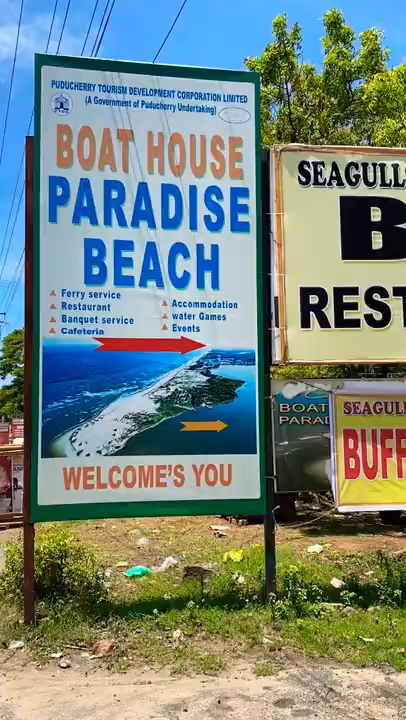 PUDUCHERRY TOURISM DEVELOPMENT CORPORATION LIMITED
(A Government of Puducherry Undertaking)
BOAT HOUSE
PARADISE
BEACH
Ferry service
Restaurant
Banquet service
Cafeteria
Accommodation
water Games
Events
WELCOME'S YOU
SEAGULL
B
REST
BOAT
PARAD
SEAGULL
BUFF